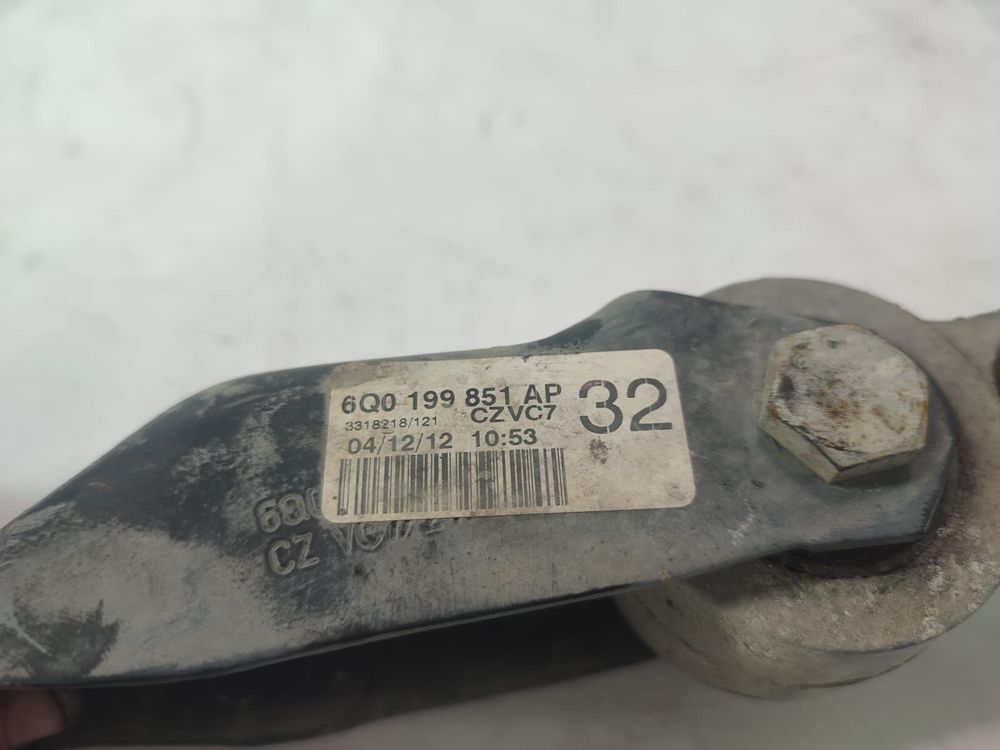 6Q0 199 851 AP
CZVC7
32
3318218/121
04/12/12 10:53
CZ